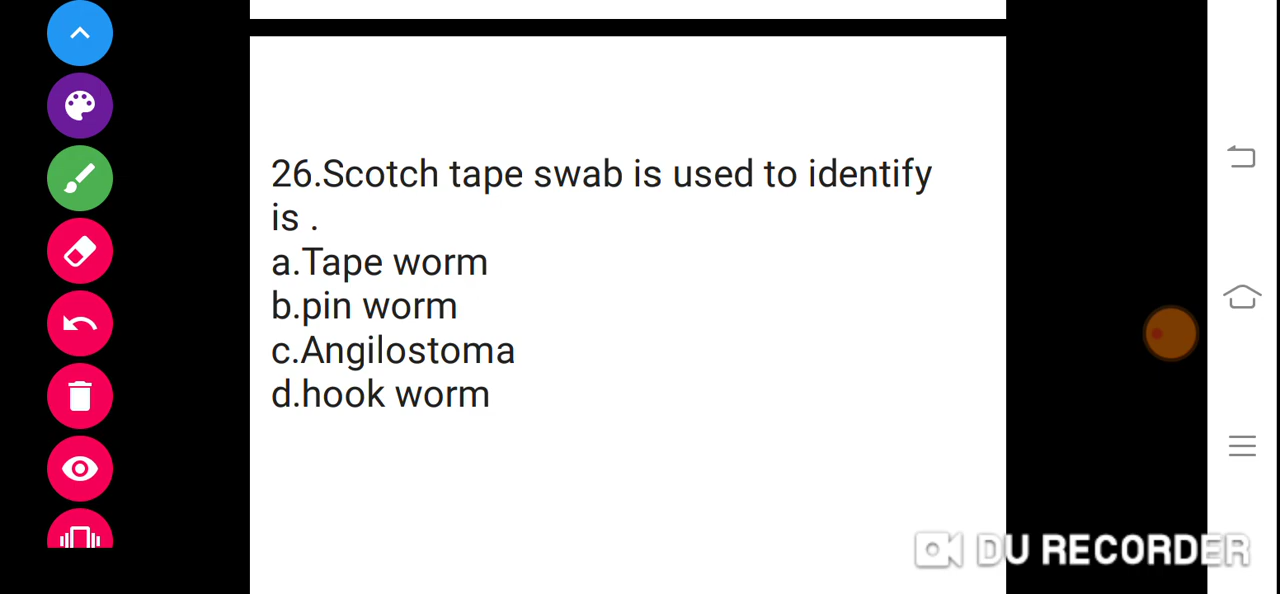 26.Scotch tape swab is used to identify
is .
a.Tape worm
b.pin worm
c.Angilostoma
d.hook worm
DU RECORDER